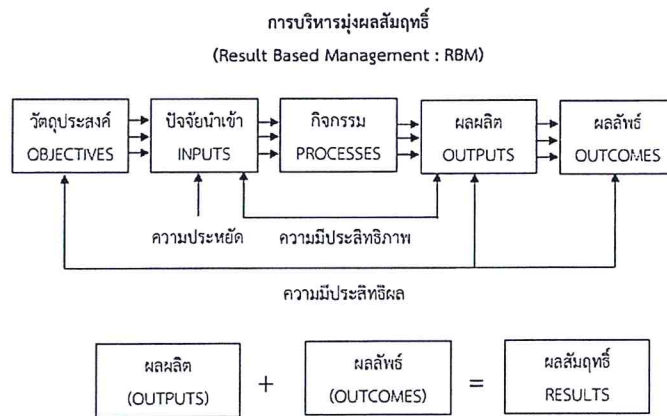 การบริหารมุ่งผลสัมฤทธิ์
(Result Based Management : RBM)
วัตถุประสงค์
OBJECTIVES
ปัจจัยนำเข้า
INPUTS
กิจกรรม
PROCESSES
ผลผลิต
OUTPUTS
ผลลัพธ์
OUTCOMES
ความประหยัด
ความมีประสิทธิภาพ
ความมีประสิทธิผล
ผลผลิต
(OUTPUTS)
+
ผลลัพธ์
(OUTCOMES)
=
ผลสัมฤทธิ์
RESULTS